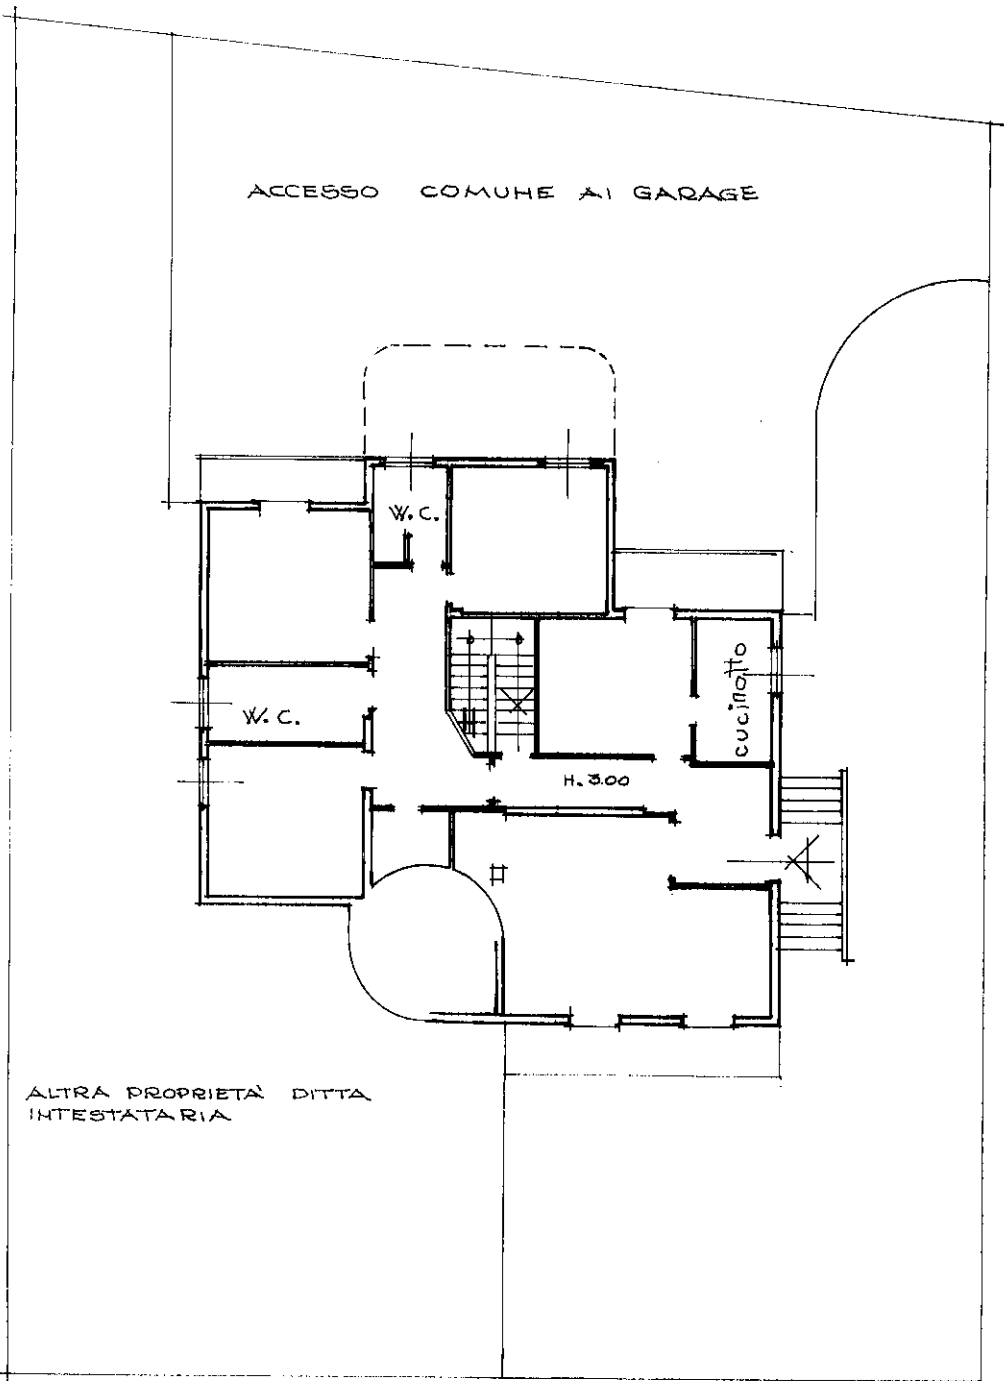 ACCESSO COMUNE AI GARAGE
W.C.
cucinotto
W.C.
H. 3.00
ALTRA PROPRIETÀ DITTA
INTESTATARIA